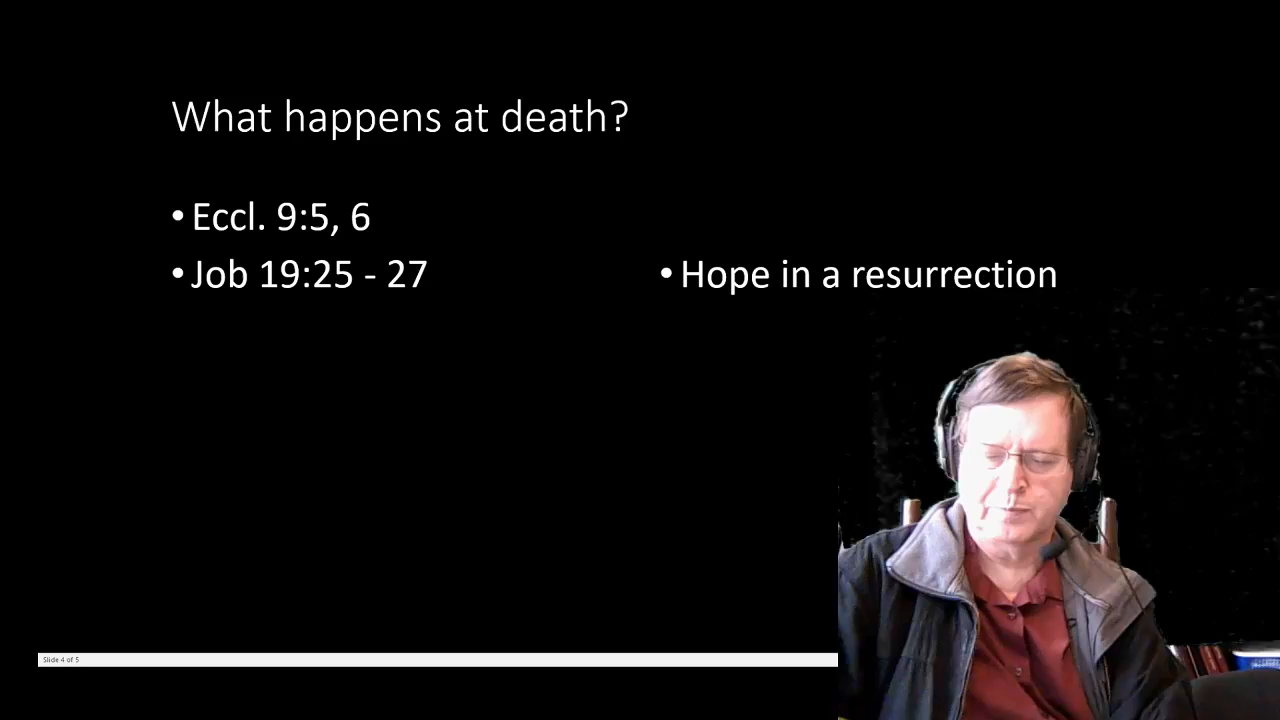 What happens at death?
• Eccl. 9:5, 6
• Job 19:25 - 27
• Hope in a resurrection
Slide 4 of 5